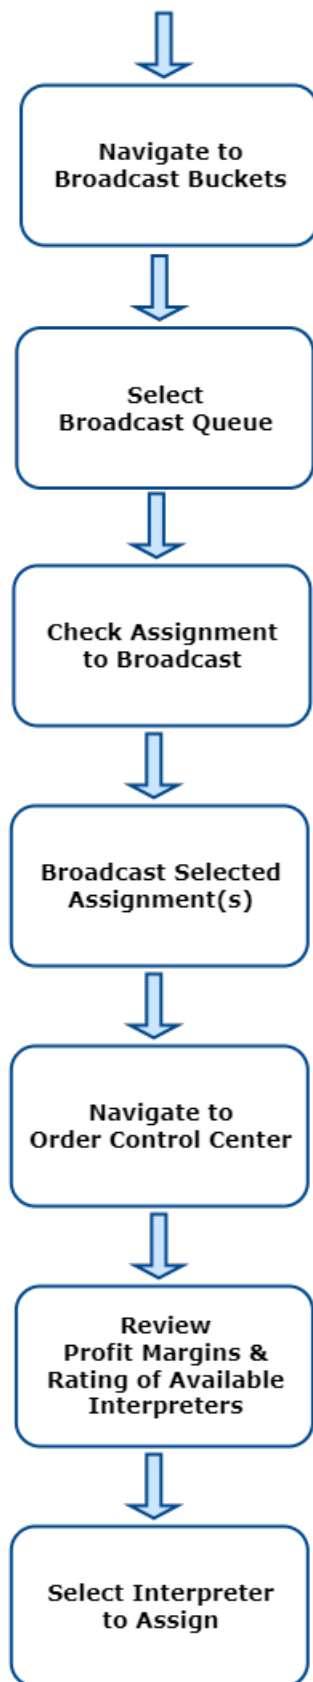 Navigate to
Broadcast Buckets
Select
Broadcast Queue
Check Assignment
to Broadcast
Broadcast Selected
Assignment(s)
Navigate to
Order Control Center
Review
Profit Margins &
Rating of Available
Interpreters
Select Interpreter
to Assign